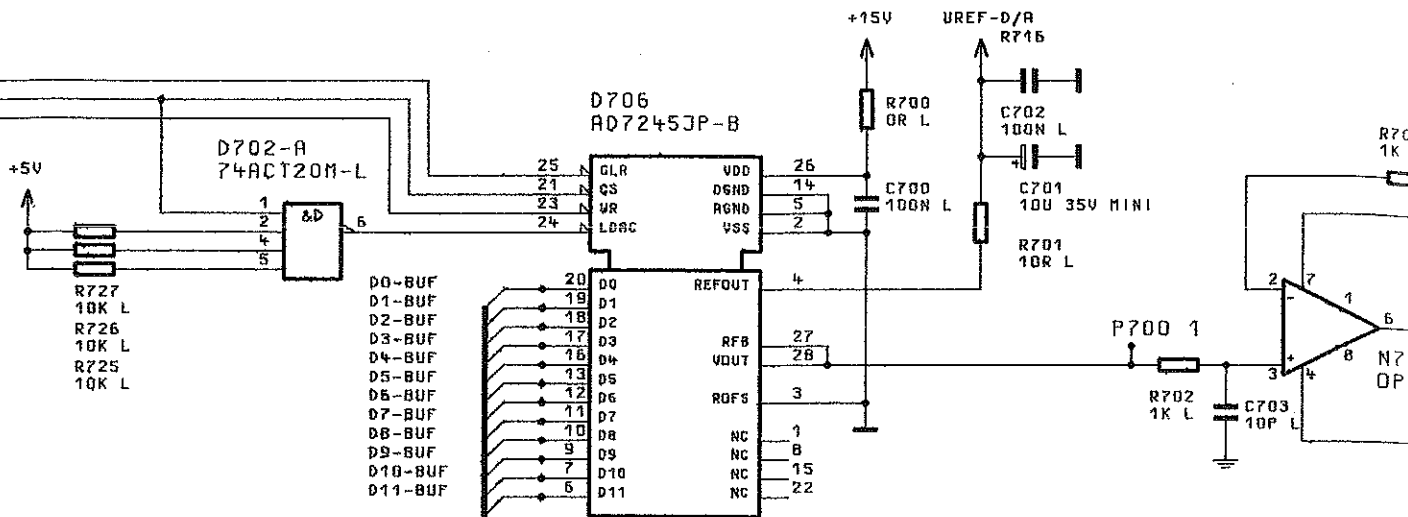 +15V
UREF-D/A
R716
D706
AD7245JP-B
R700
0R L
C702
100N L
D702-A
74ACT20M-L
+5V
R70
1K
25 CLR VDD 26
21 CS DGND 14
23 WR AGND 5
24 LDAC VSS 2
C700
100N L
C701
10U 35V MINI
+
1
2
4
5
&D
6
R701
10R L
R727
10K L
R726
10K L
R725
10K L
D0-BUF 20 D0 REFOUT 4
D1-BUF 19 D1
D2-BUF 18 D2
D3-BUF 17 D3 RFB 27
D4-BUF 16 D4 VOUT 28
D5-BUF 13 D5
D6-BUF 12 D6 ROFS 3
D7-BUF 11 D7
D8-BUF 10 D8 NC 1
D9-BUF 9 D9 NC 8
D10-BUF 7 D10 NC 15
D11-BUF 6 D11 NC 22
P700 1
R702
1K L
C703
10P L
2 - 7 1
6
3 + 4 8
N7
OP